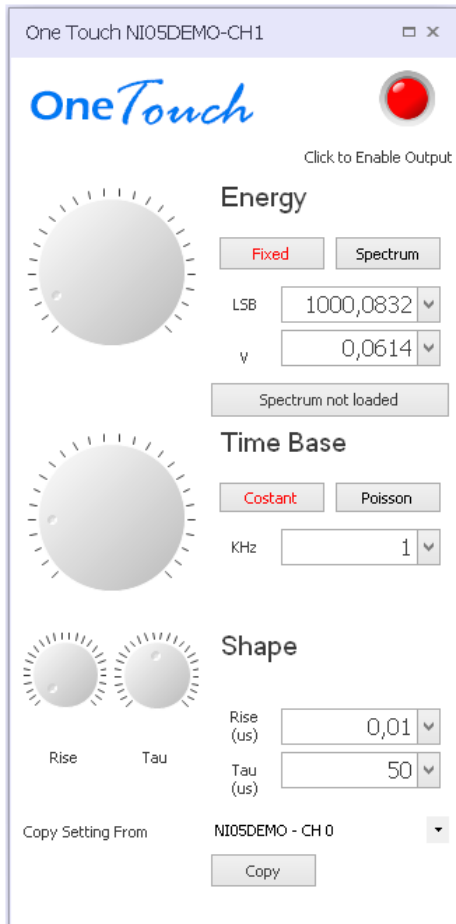 One Touch NI05DEMO-CH1
OneTouch
Click to Enable Output
Energy
Fixed
Spectrum
LSB
1000,0832
V
0,0614
Spectrum not loaded
Time Base
Costant
Poisson
KHz
1
Shape
Rise
Tau
Rise
(us)
0,01
Tau
(us)
50
Copy Setting From
NI05DEMO - CH 0
Copy